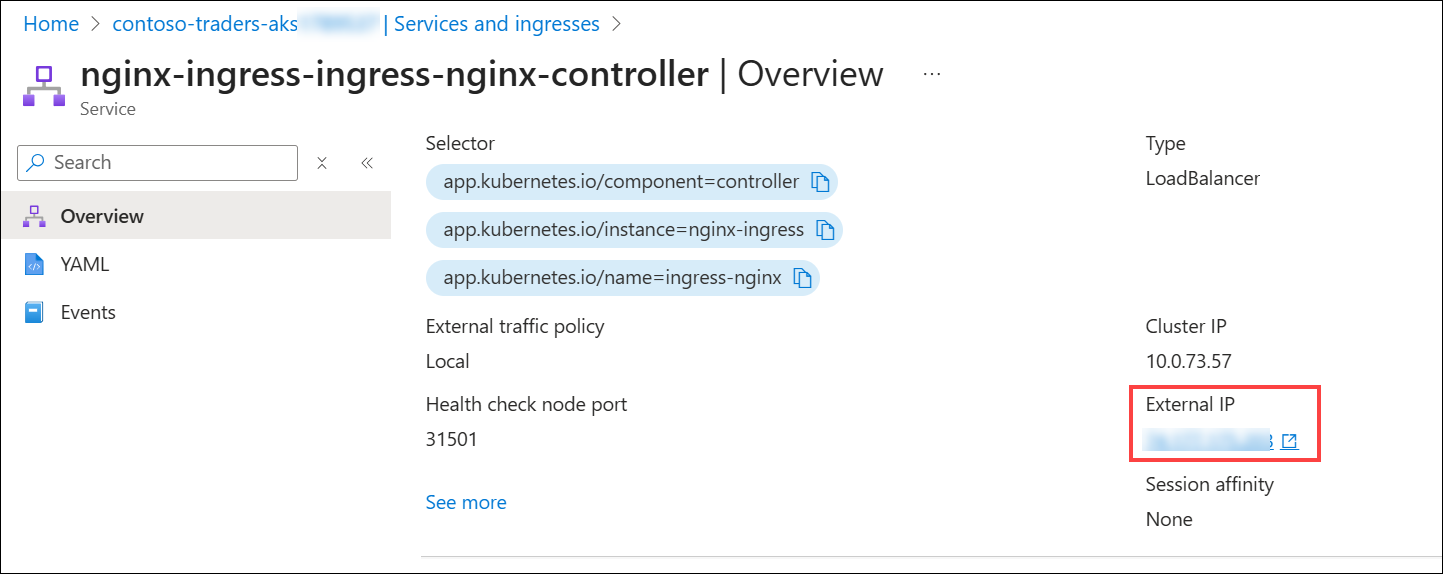 Home > contoso-traders-aks | Services and ingresses >
nginx-ingress-ingress-nginx-controller | Overview ...
Service
Search
Overview
YAML
Events
Selector
app.kubernetes.io/component=controller
app.kubernetes.io/instance=nginx-ingress
app.kubernetes.io/name=ingress-nginx
Type
LoadBalancer
External traffic policy
Local
Cluster IP
10.0.73.57
Health check node port
31501
External IP
See more
Session affinity
None